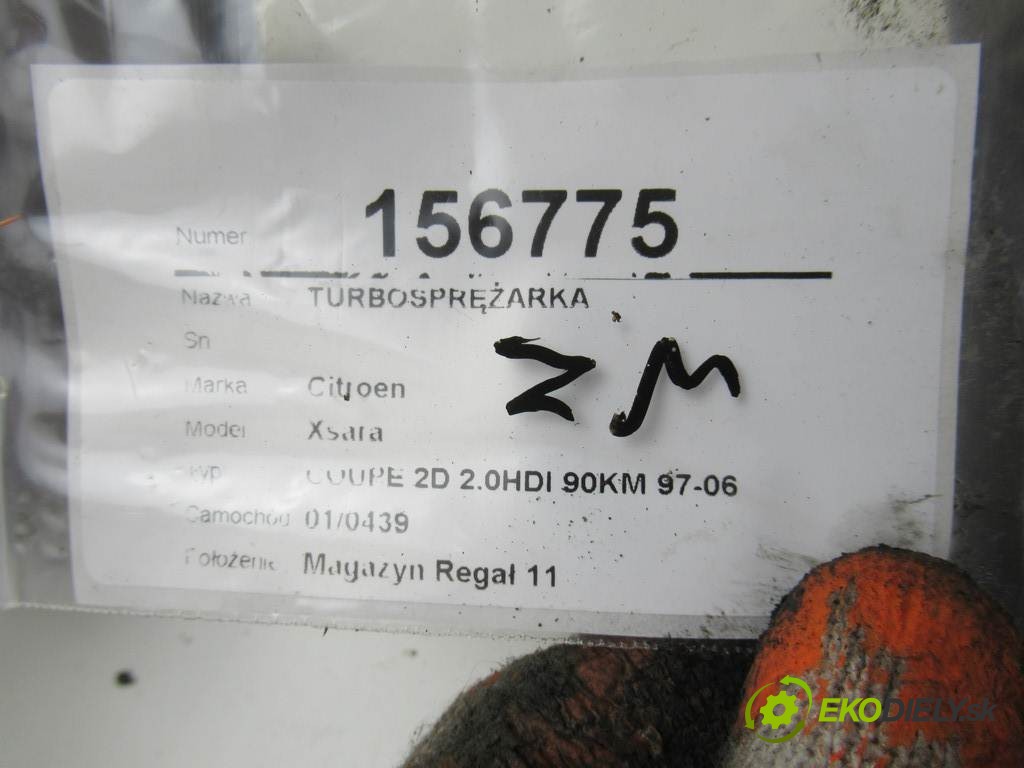 Numer 156775
Nazwa TURBOSPRĘŻARKA
Sn
Marka Citroen
Model Xsara
Typ COUPE 2D 2.0HDI 90KM 97-06
Samochód 01/0439
Położenie Magazyn Regał 11
ZM
EKODIELY.sk